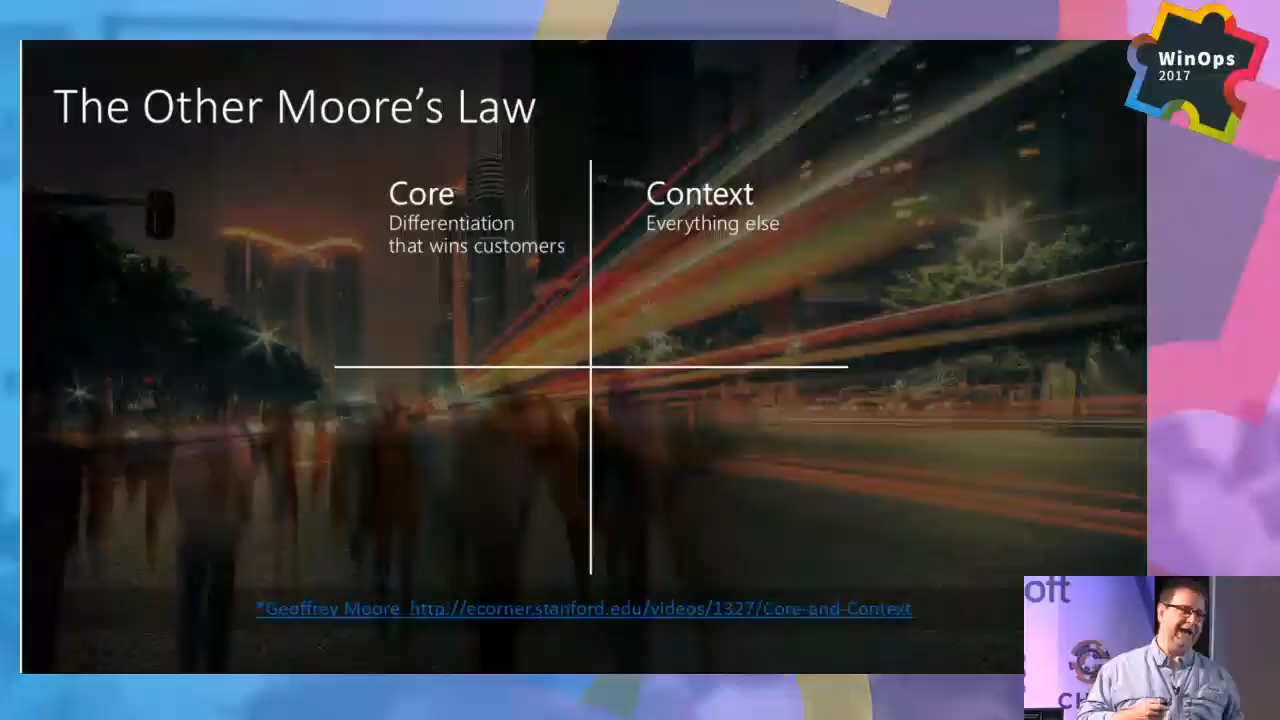 WinOps
2017
The Other Moore's Law
Core
Differentiation
that wins customers
Context
Everything else
*Geoffrey Moore http://ecorner.stanford.edu/videos/1327/Core-and-Context
oft
CH